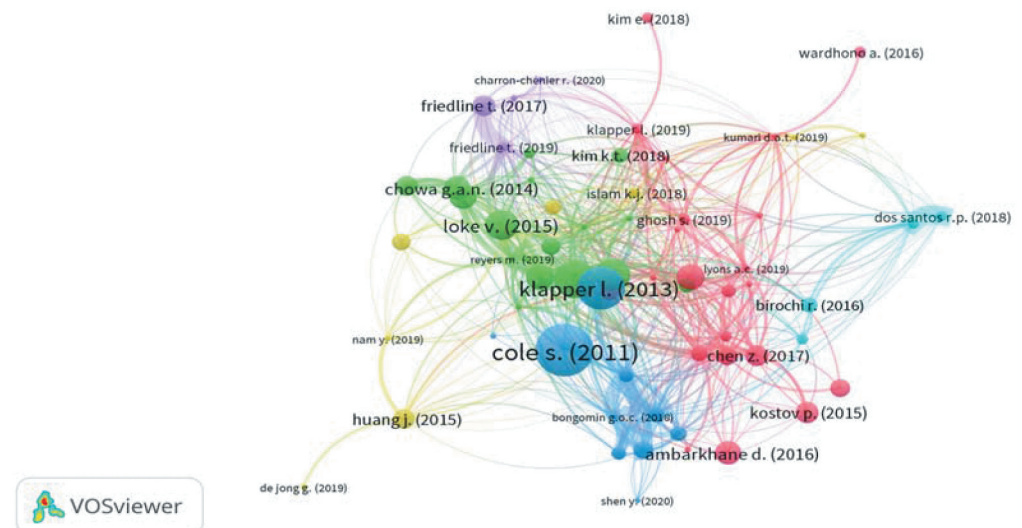 kim e. (2018)
wardhono a. (2016)
charron-chenier r. (2020)
friedline t. (2017)
klapper l. (2019)
kumari d.a.t. (2019)
friedline t. (2019)
kim k.t. (2018)
chowa g.a.n. (2014)
islam k.j. (2018)
ghosh s. (2019)
dos santos r.p. (2018)
loke v. (2015)
reyers m. (2019)
lyons a.c. (2019)
klapper l. (2013)
birochi r. (2016)
nam y. (2019)
cole s. (2011)
chen z. (2017)
huang j. (2015)
bongomin g.o.c. (2018)
kostov p. (2015)
ambarkhane d. (2016)
de jong g. (2019)
shen y. (2020)
VOSviewer